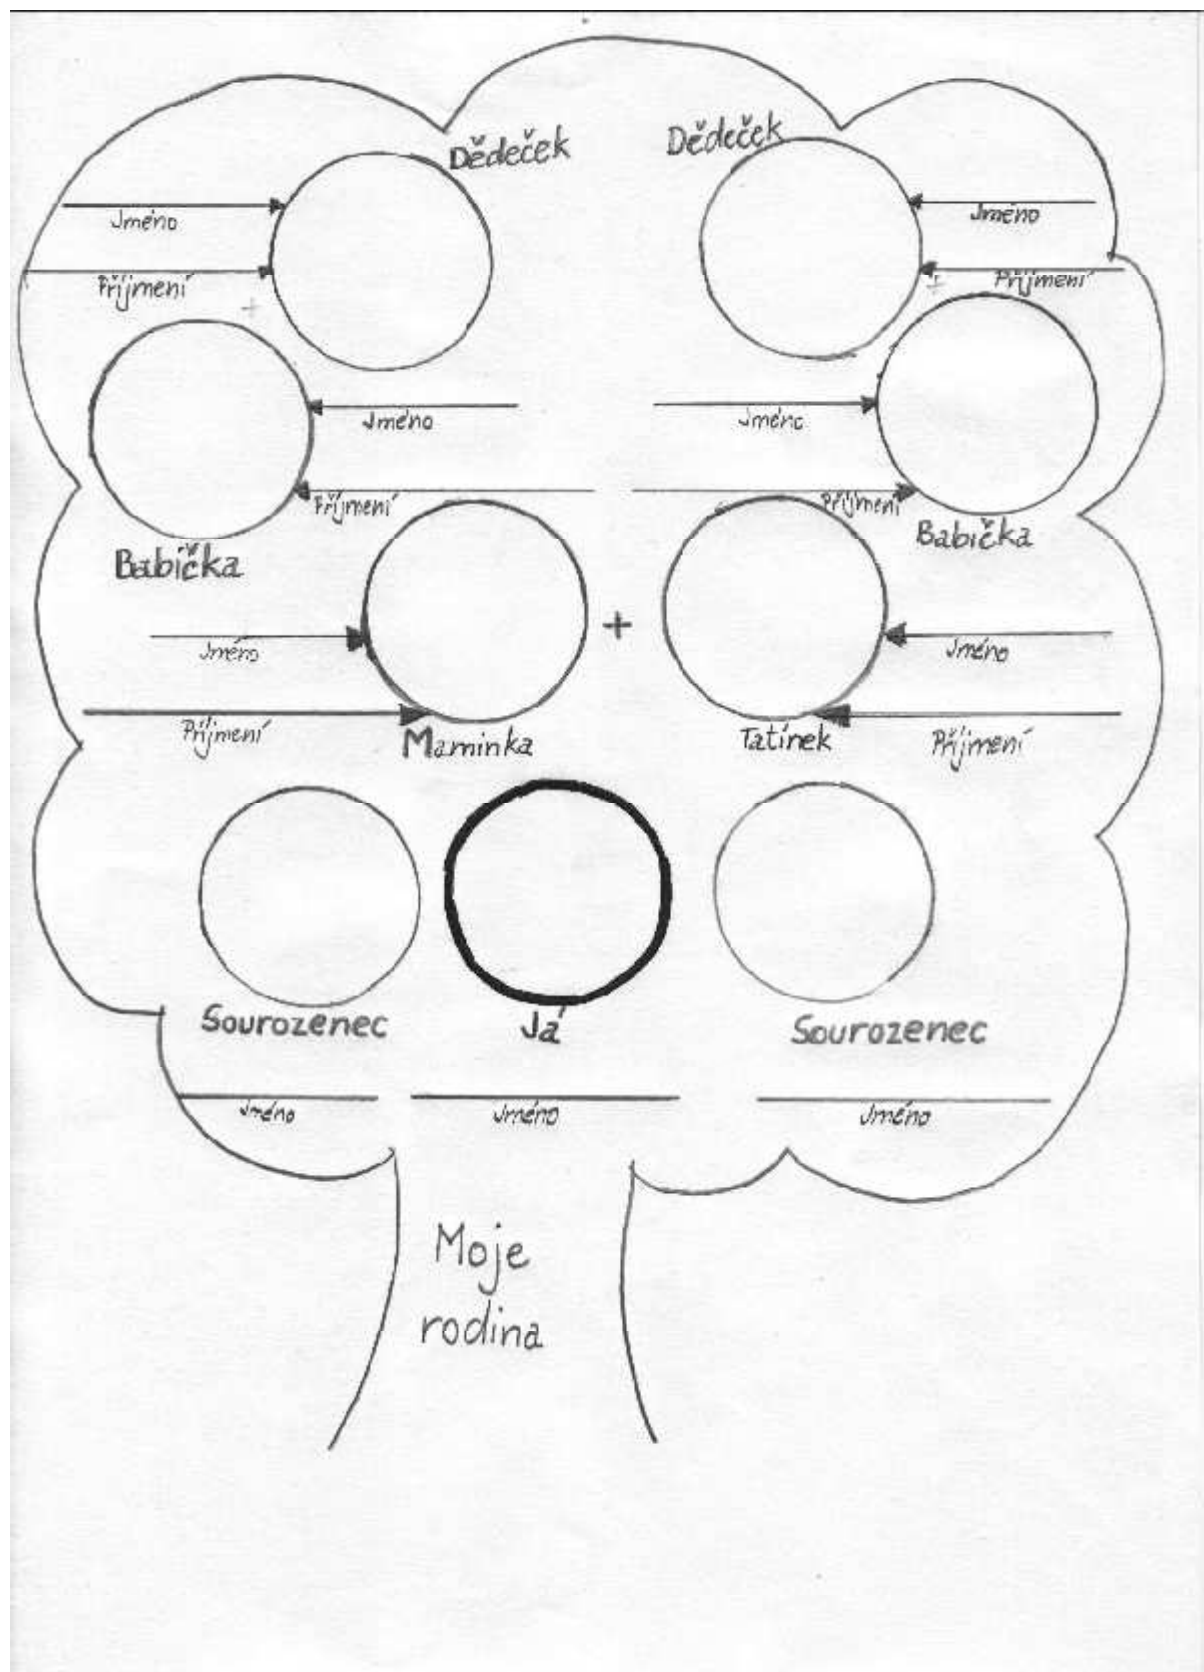 Dědeček
Dědeček
Jméno
Jméno
Příjmení
Příjmení
+
+
Jméno
Jméno
Příjmení
Příjmení
Babička
Babička
+
Jméno
Jméno
Příjmení
Maminka
Tatínek
Příjmení
Sourozenec
Já
Sourozenec
Jméno
Jméno
Jméno
Moje
rodina